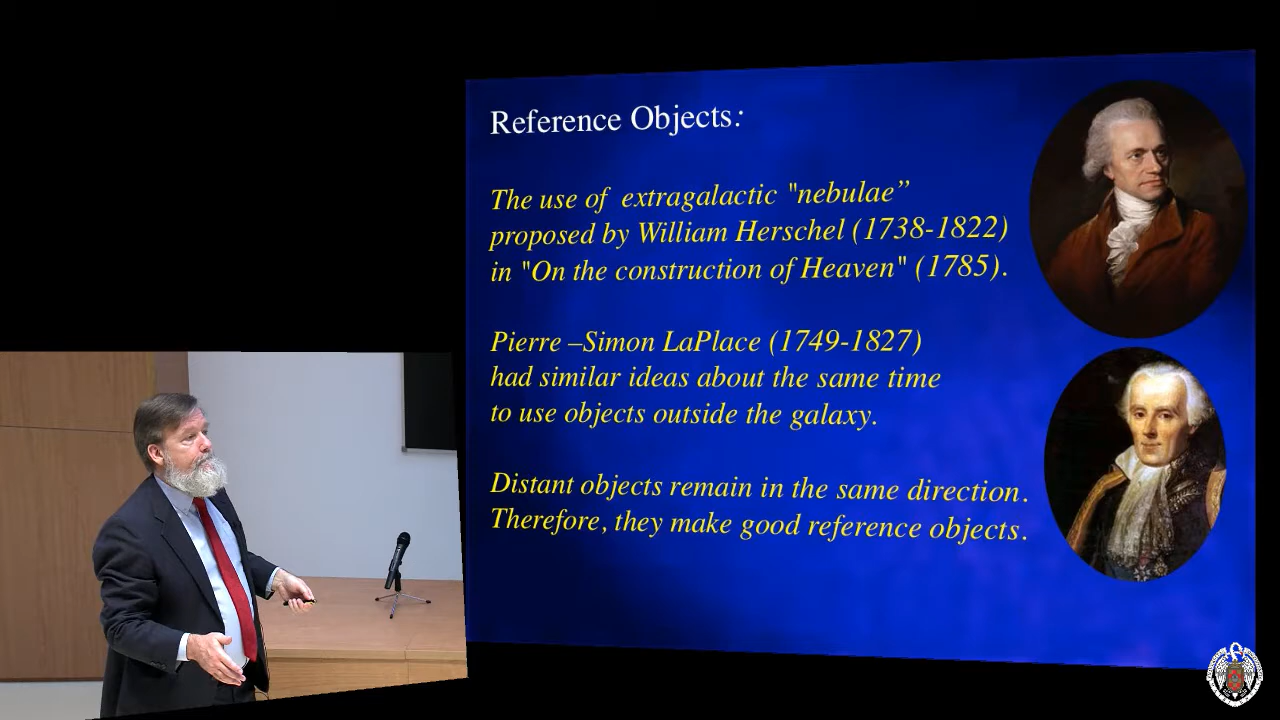 Reference Objects:
The use of extragalactic "nebulae”
proposed by William Herschel (1738-1822)
in "On the construction of Heaven" (1785).
Pierre –Simon LaPlace (1749-1827)
had similar ideas about the same time
to use objects outside the galaxy.
Distant objects remain in the same direction.
Therefore, they make good reference objects.